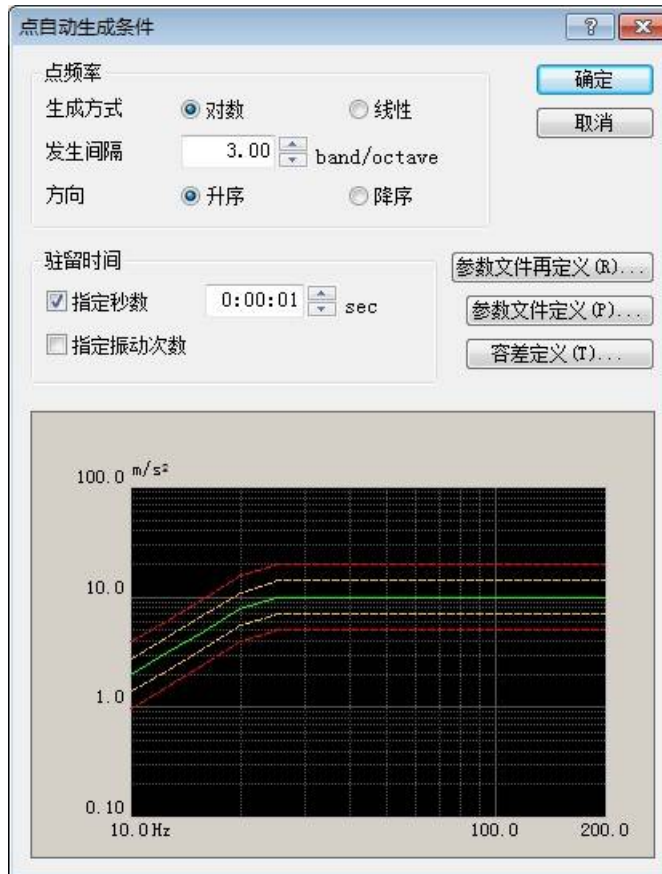 点自动生成条件
点频率
确定
生成方式 对数 线性
取消
发生间隔 3.00 band/octave
方向 升序 降序
驻留时间
参数文件再定义(R)...
指定秒数 0:00:01 sec
参数文件定义(P)...
指定振动次数
容差定义(T)...
m/s²
100.0
10.0
1.0
0.10
10.0Hz 100.0 200.0